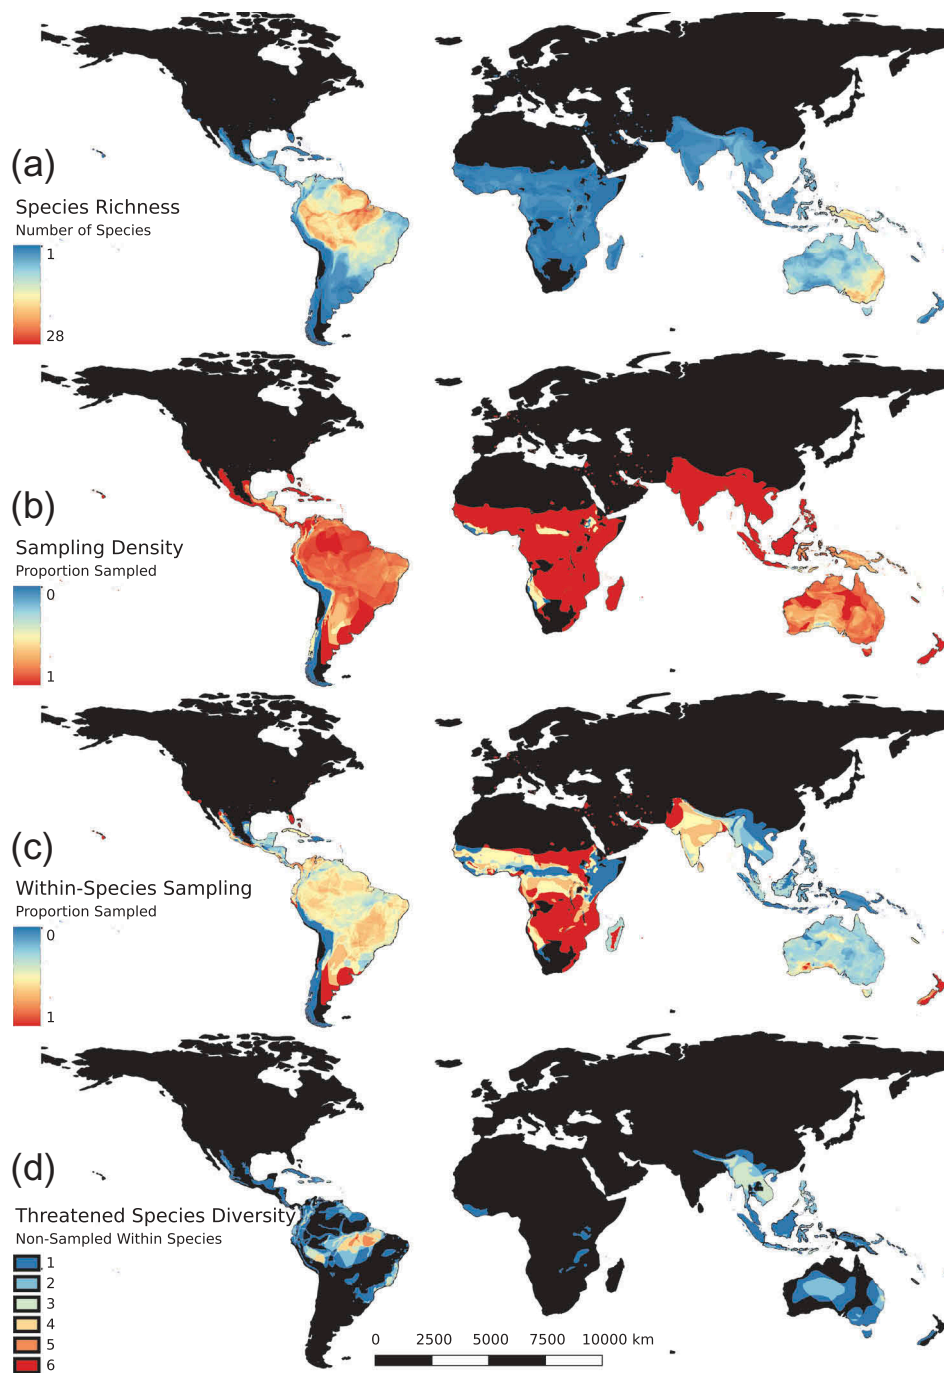 (a)
Species Richness
Number of Species
1
28
(b)
Sampling Density
Proportion Sampled
0
1
(c)
Within-Species Sampling
Proportion Sampled
0
1
(d)
Threatened Species Diversity
Non-Sampled Within Species
1
2
3
4
5
6
0 2500 5000 7500 10000 km